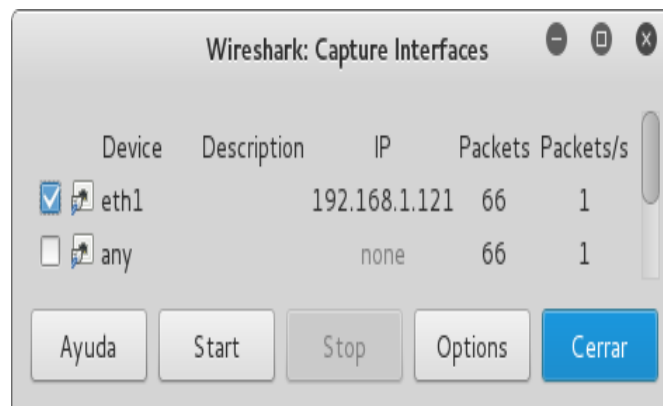 Wireshark: Capture Interfaces
Device Description IP Packets Packets/s
eth1 192.168.1.121 66 1
any none 66 1
Ayuda Start Stop Options Cerrar